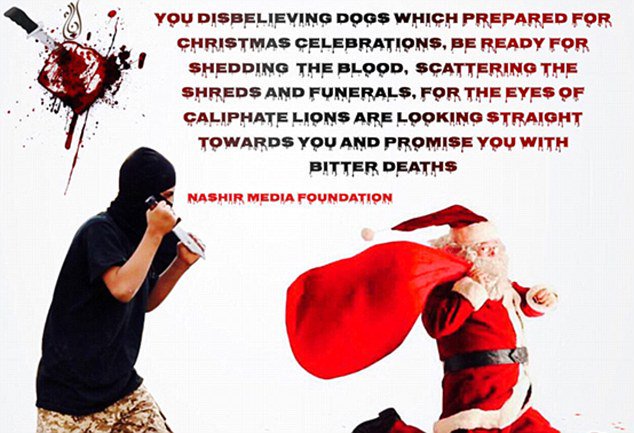 YOU DISBELIEVING DOGS WHICH PREPARED FOR
CHRISTMAS CELEBRATIONS, BE READY FOR
SHEDDING THE BLOOD, SCATTERING THE
SHREDS AND FUNERALS, FOR THE EYES OF
CALIPHATE LIONS ARE LOOKING STRAIGHT
TOWARDS YOU AND PROMISE YOU WITH
BITTER DEATHS
NASHIR MEDIA FOUNDATION